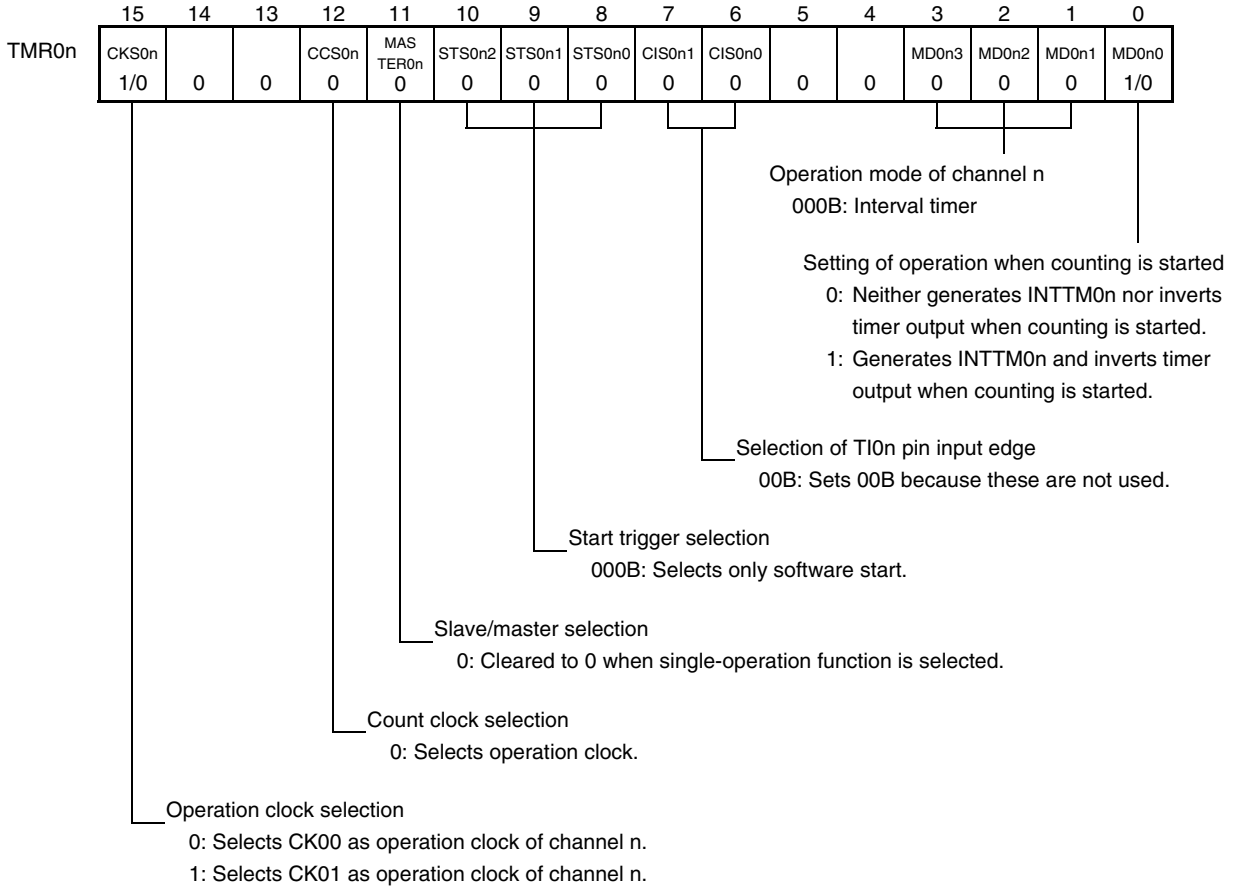 15 14 13 12 11 10 9 8 7 6 5 4 3 2 1 0
TMR0n CKS0n CCS0n MAS TER0n STS0n2 STS0n1 STS0n0 CIS0n1 CIS0n0 MD0n3 MD0n2 MD0n1 MD0n0
1/0 0 0 0 0 0 0 0 0 0 0 0 0 0 0 1/0
Operation mode of channel n
000B: Interval timer
Setting of operation when counting is started
0: Neither generates INTTM0n nor inverts
timer output when counting is started.
1: Generates INTTM0n and inverts timer
output when counting is started.
Selection of TI0n pin input edge
00B: Sets 00B because these are not used.
Start trigger selection
000B: Selects only software start.
Slave/master selection
0: Cleared to 0 when single-operation function is selected.
Count clock selection
0: Selects operation clock.
Operation clock selection
0: Selects CK00 as operation clock of channel n.
1: Selects CK01 as operation clock of channel n.